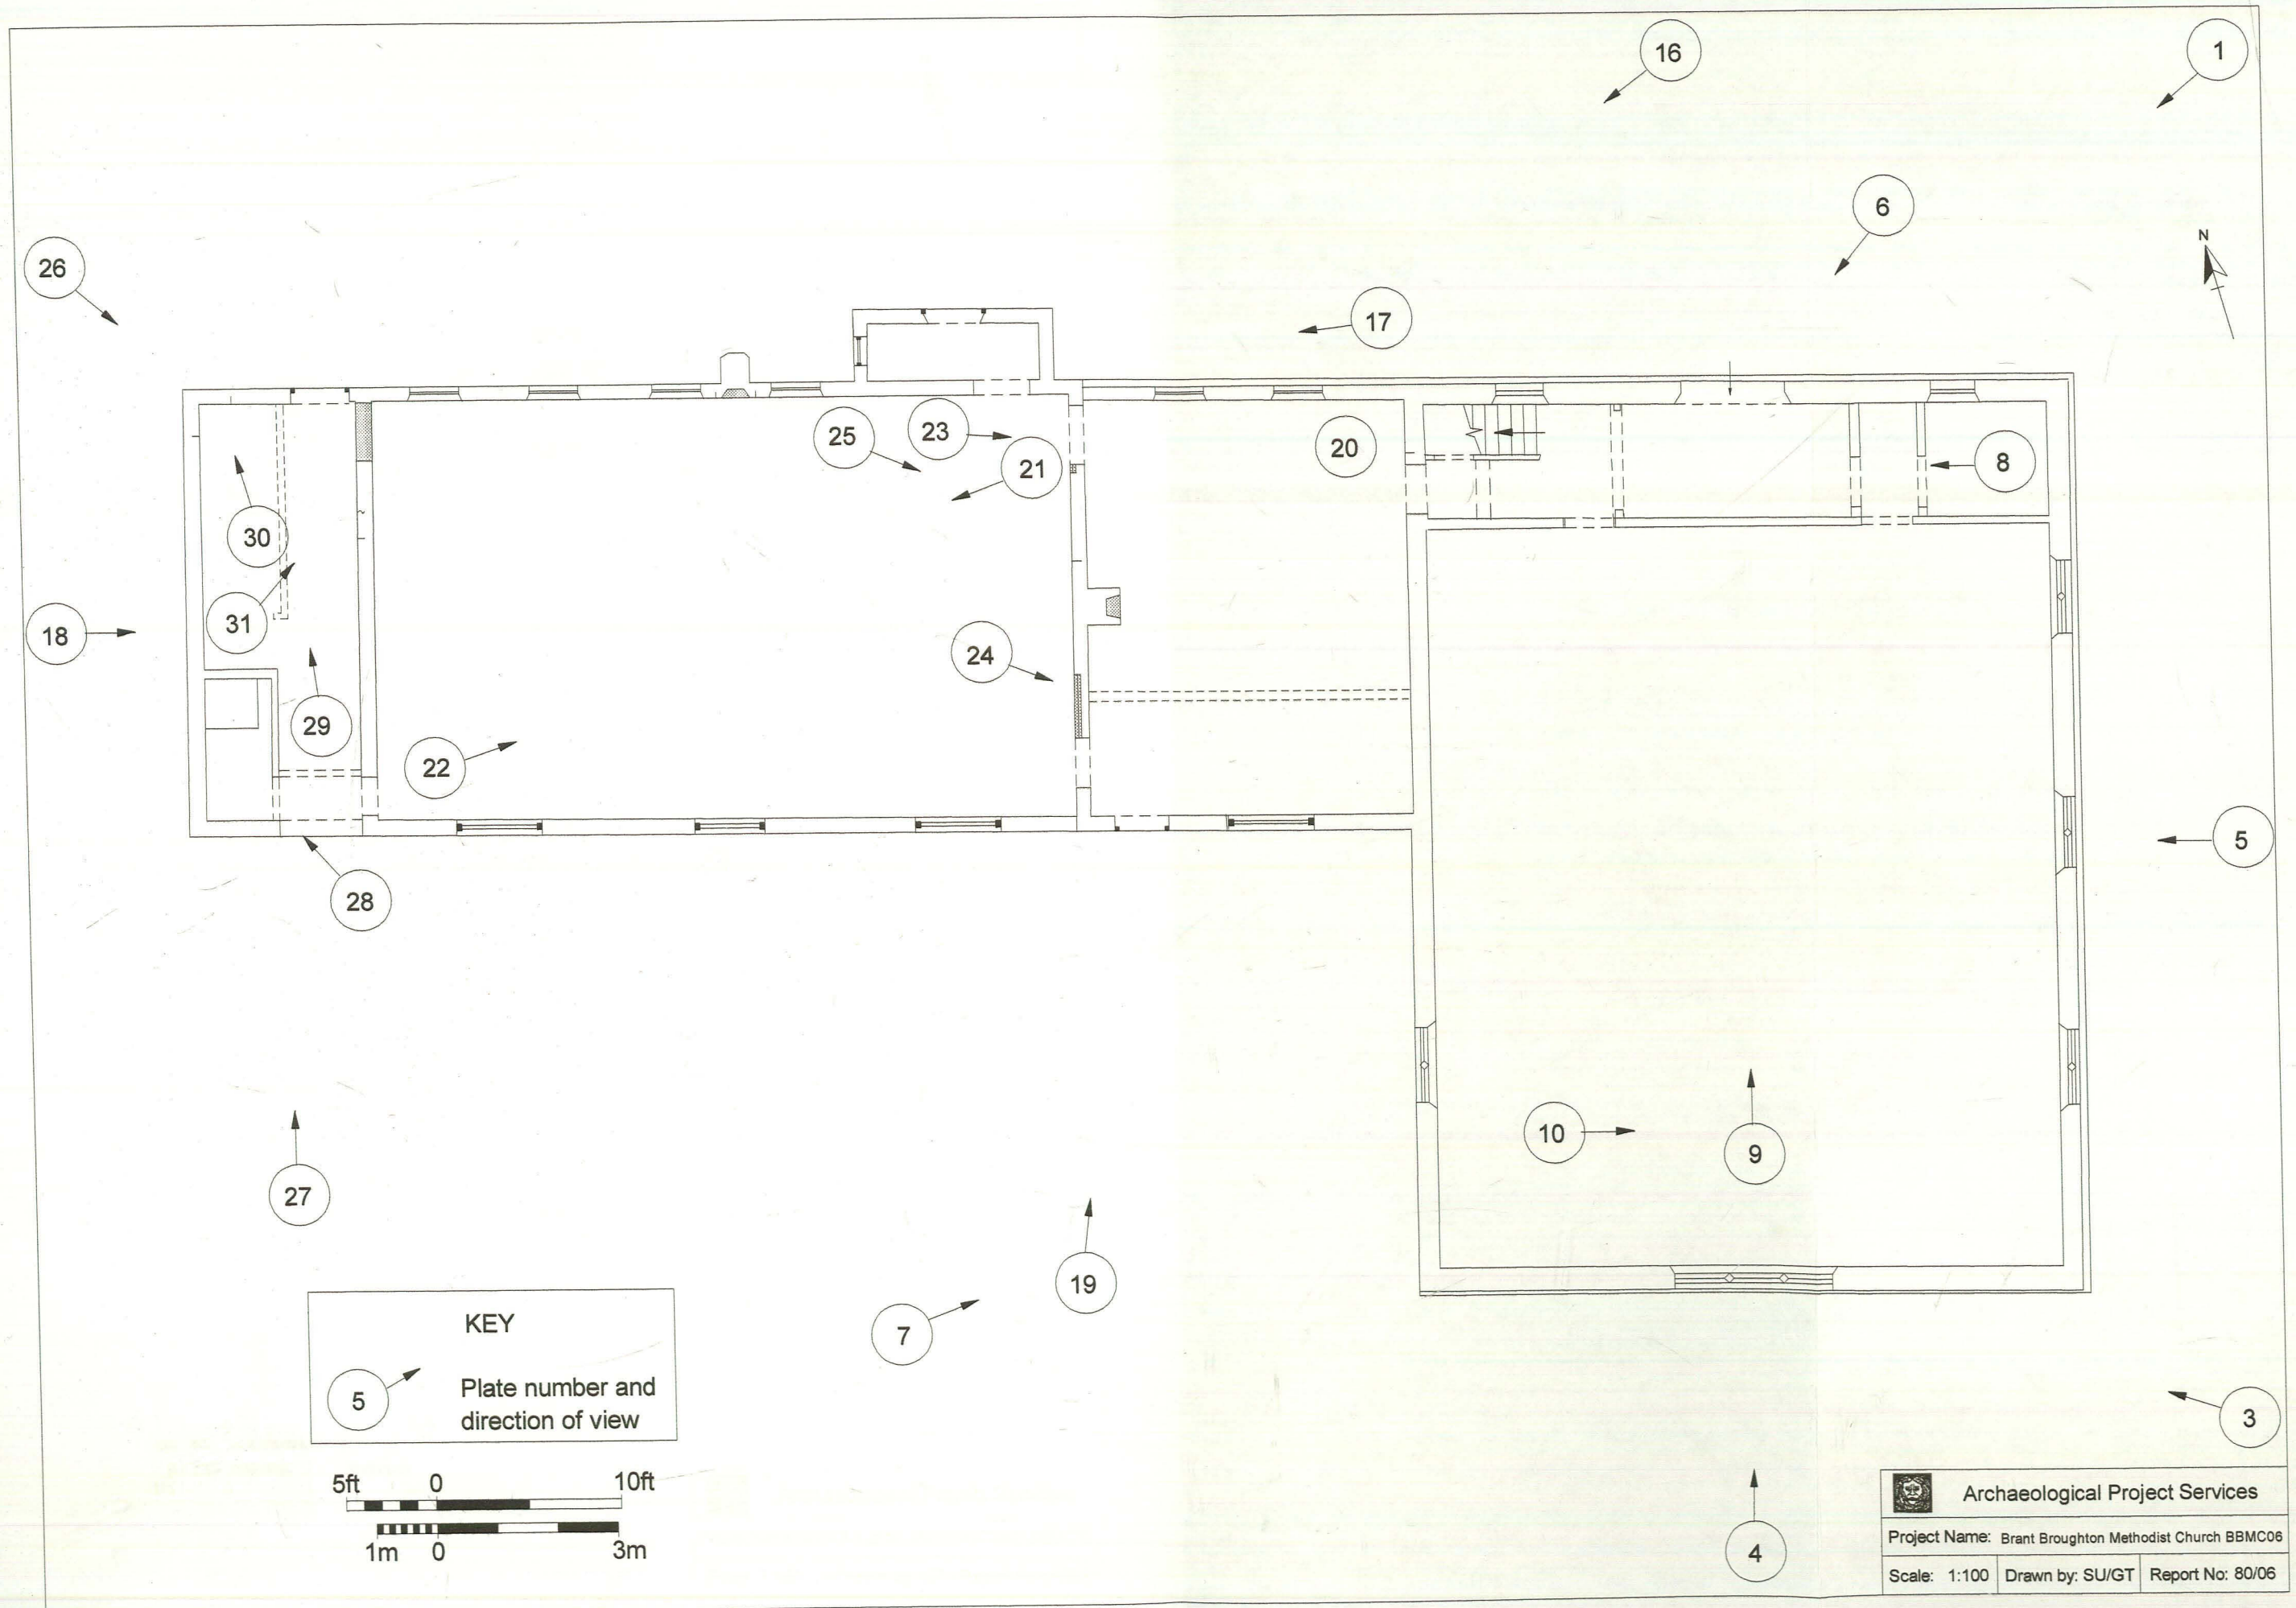 16
1
6
N
26
17
25
23
21
20
8
30
31
18
24
29
22
5
28
10
9
27
19
7
KEY
5
Plate number and
direction of view
3
5ft 0 10ft
1m 0 3m
4
Archaeological Project Services
Project Name: Brant Broughton Methodist Church BBMC06
Scale: 1:100 Drawn by: SU/GT Report No: 80/06